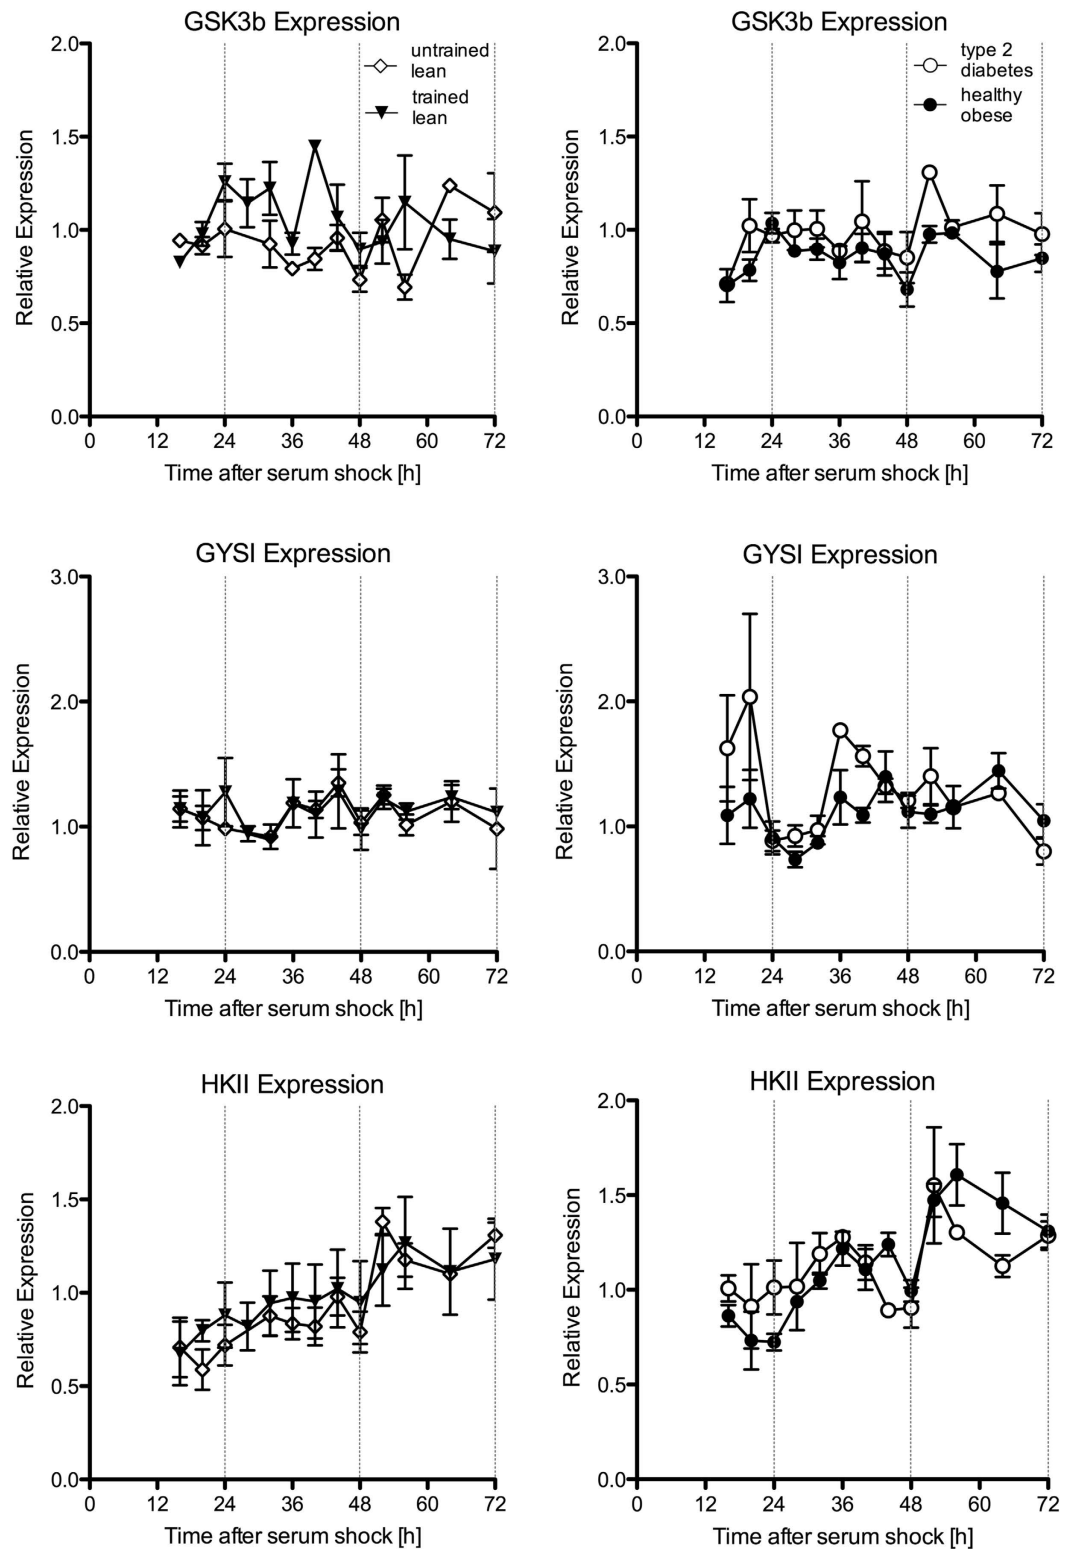 GSK3b Expression
2.0
1.5
1.0
0.5
0.0
Relative Expression
untrained
lean
trained
lean
0 12 24 36 48 60 72
Time after serum shock [h]
GSK3b Expression
2.0
1.5
1.0
0.5
0.0
Relative Expression
type 2
diabetes
healthy
obese
0 12 24 36 48 60 72
Time after serum shock [h]
GYSI Expression
3.0
2.0
1.0
0.0
Relative Expression
0 12 24 36 48 60 72
Time after serum shock [h]
GYSI Expression
3.0
2.0
1.0
0.0
Relative Expression
0 12 24 36 48 60 72
Time after serum shock [h]
HKII Expression
2.0
1.5
1.0
0.5
0.0
Relative Expression
0 12 24 36 48 60 72
Time after serum shock [h]
HKII Expression
2.0
1.5
1.0
0.5
0.0
Relative Expression
0 12 24 36 48 60 72
Time after serum shock [h]